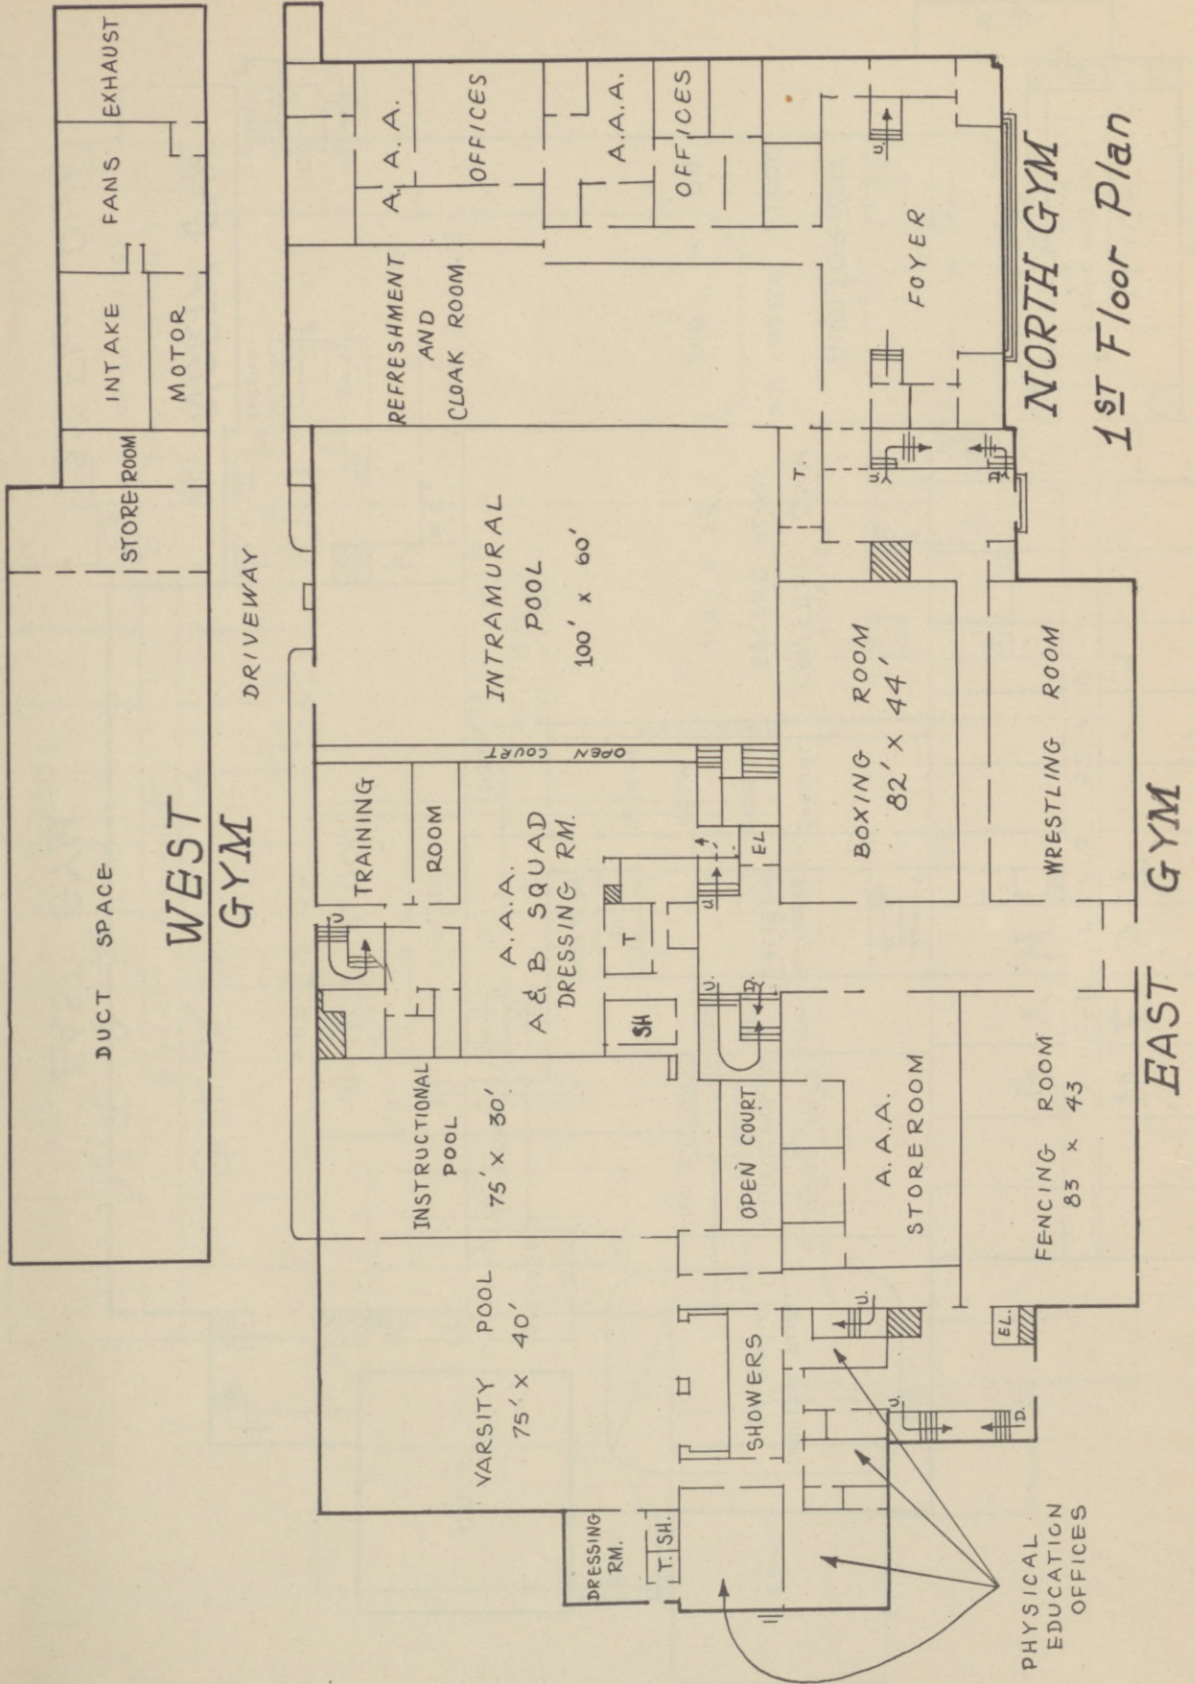 DUCT SPACE
STOREROOM
INTAKE
MOTOR
FANS
EXHAUST
WEST
GYM
DRIVEWAY
VARSITY POOL
75' x 40'
INSTRUCTIONAL
POOL
75' x 30'
TRAINING
ROOM
U
A.A.A.
A & B SQUAD
DRESSING RM.
SH
T
OPEN COURT
INTRAMURAL
POOL
100' x 60'
REFRESHMENT
AND
CLOAK ROOM
A.A.A.
OFFICES
A.A.A.
OFFICES
DRESSING
RM.
T.
SH.
SHOWERS
OPEN COURT
U.
D.
U.
EL
T.
U.
D.
FOYER
U.
A.A.A.
STOREROOM
BOXING ROOM
82' x 44'
U.
U.
D.
EL.
FENCING ROOM
83 x 43
WRESTLING ROOM
PHYSICAL
EDUCATION
OFFICES
EAST GYM
NORTH GYM
1ST Floor Plan